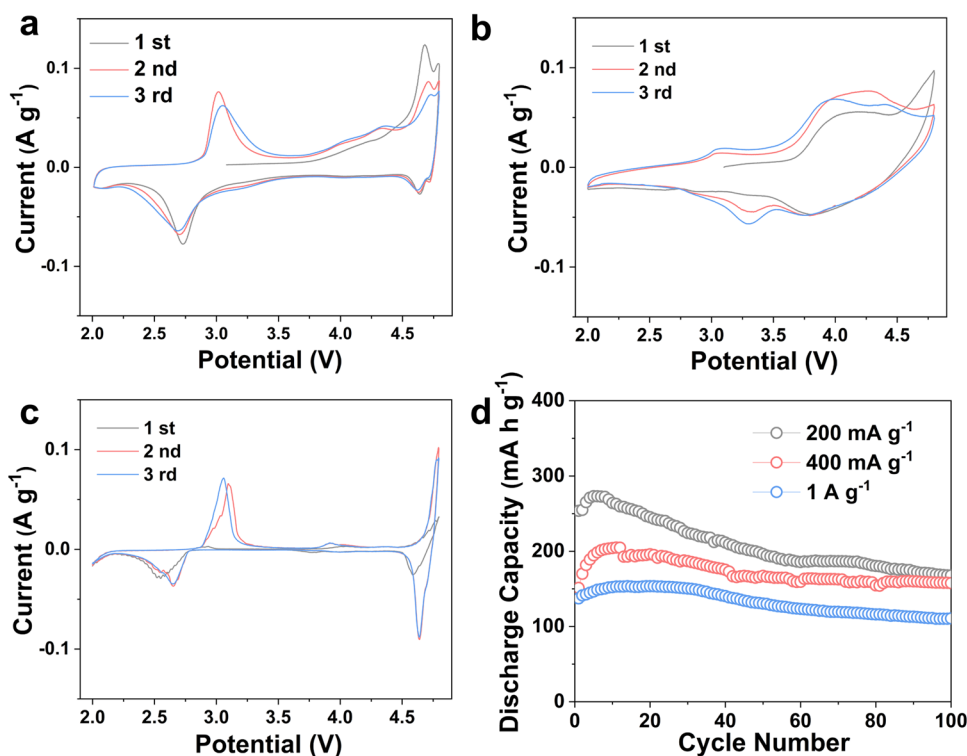 a
1 st
2 nd
3 rd
0.1
0.0
-0.1
Current (A g⁻¹)
2.0 2.5 3.0 3.5 4.0 4.5
Potential (V)
b
1 st
2 nd
3 rd
0.1
0.0
-0.1
Current (A g⁻¹)
2.0 2.5 3.0 3.5 4.0 4.5
Potential (V)
c
1 st
2 nd
3 rd
0.1
0.0
-0.1
Current (A g⁻¹)
2.0 2.5 3.0 3.5 4.0 4.5
Potential (V)
d
200 mA g⁻¹
400 mA g⁻¹
1 A g⁻¹
400
300
200
100
0
Discharge Capacity (mA h g⁻¹)
0 20 40 60 80 100
Cycle Number